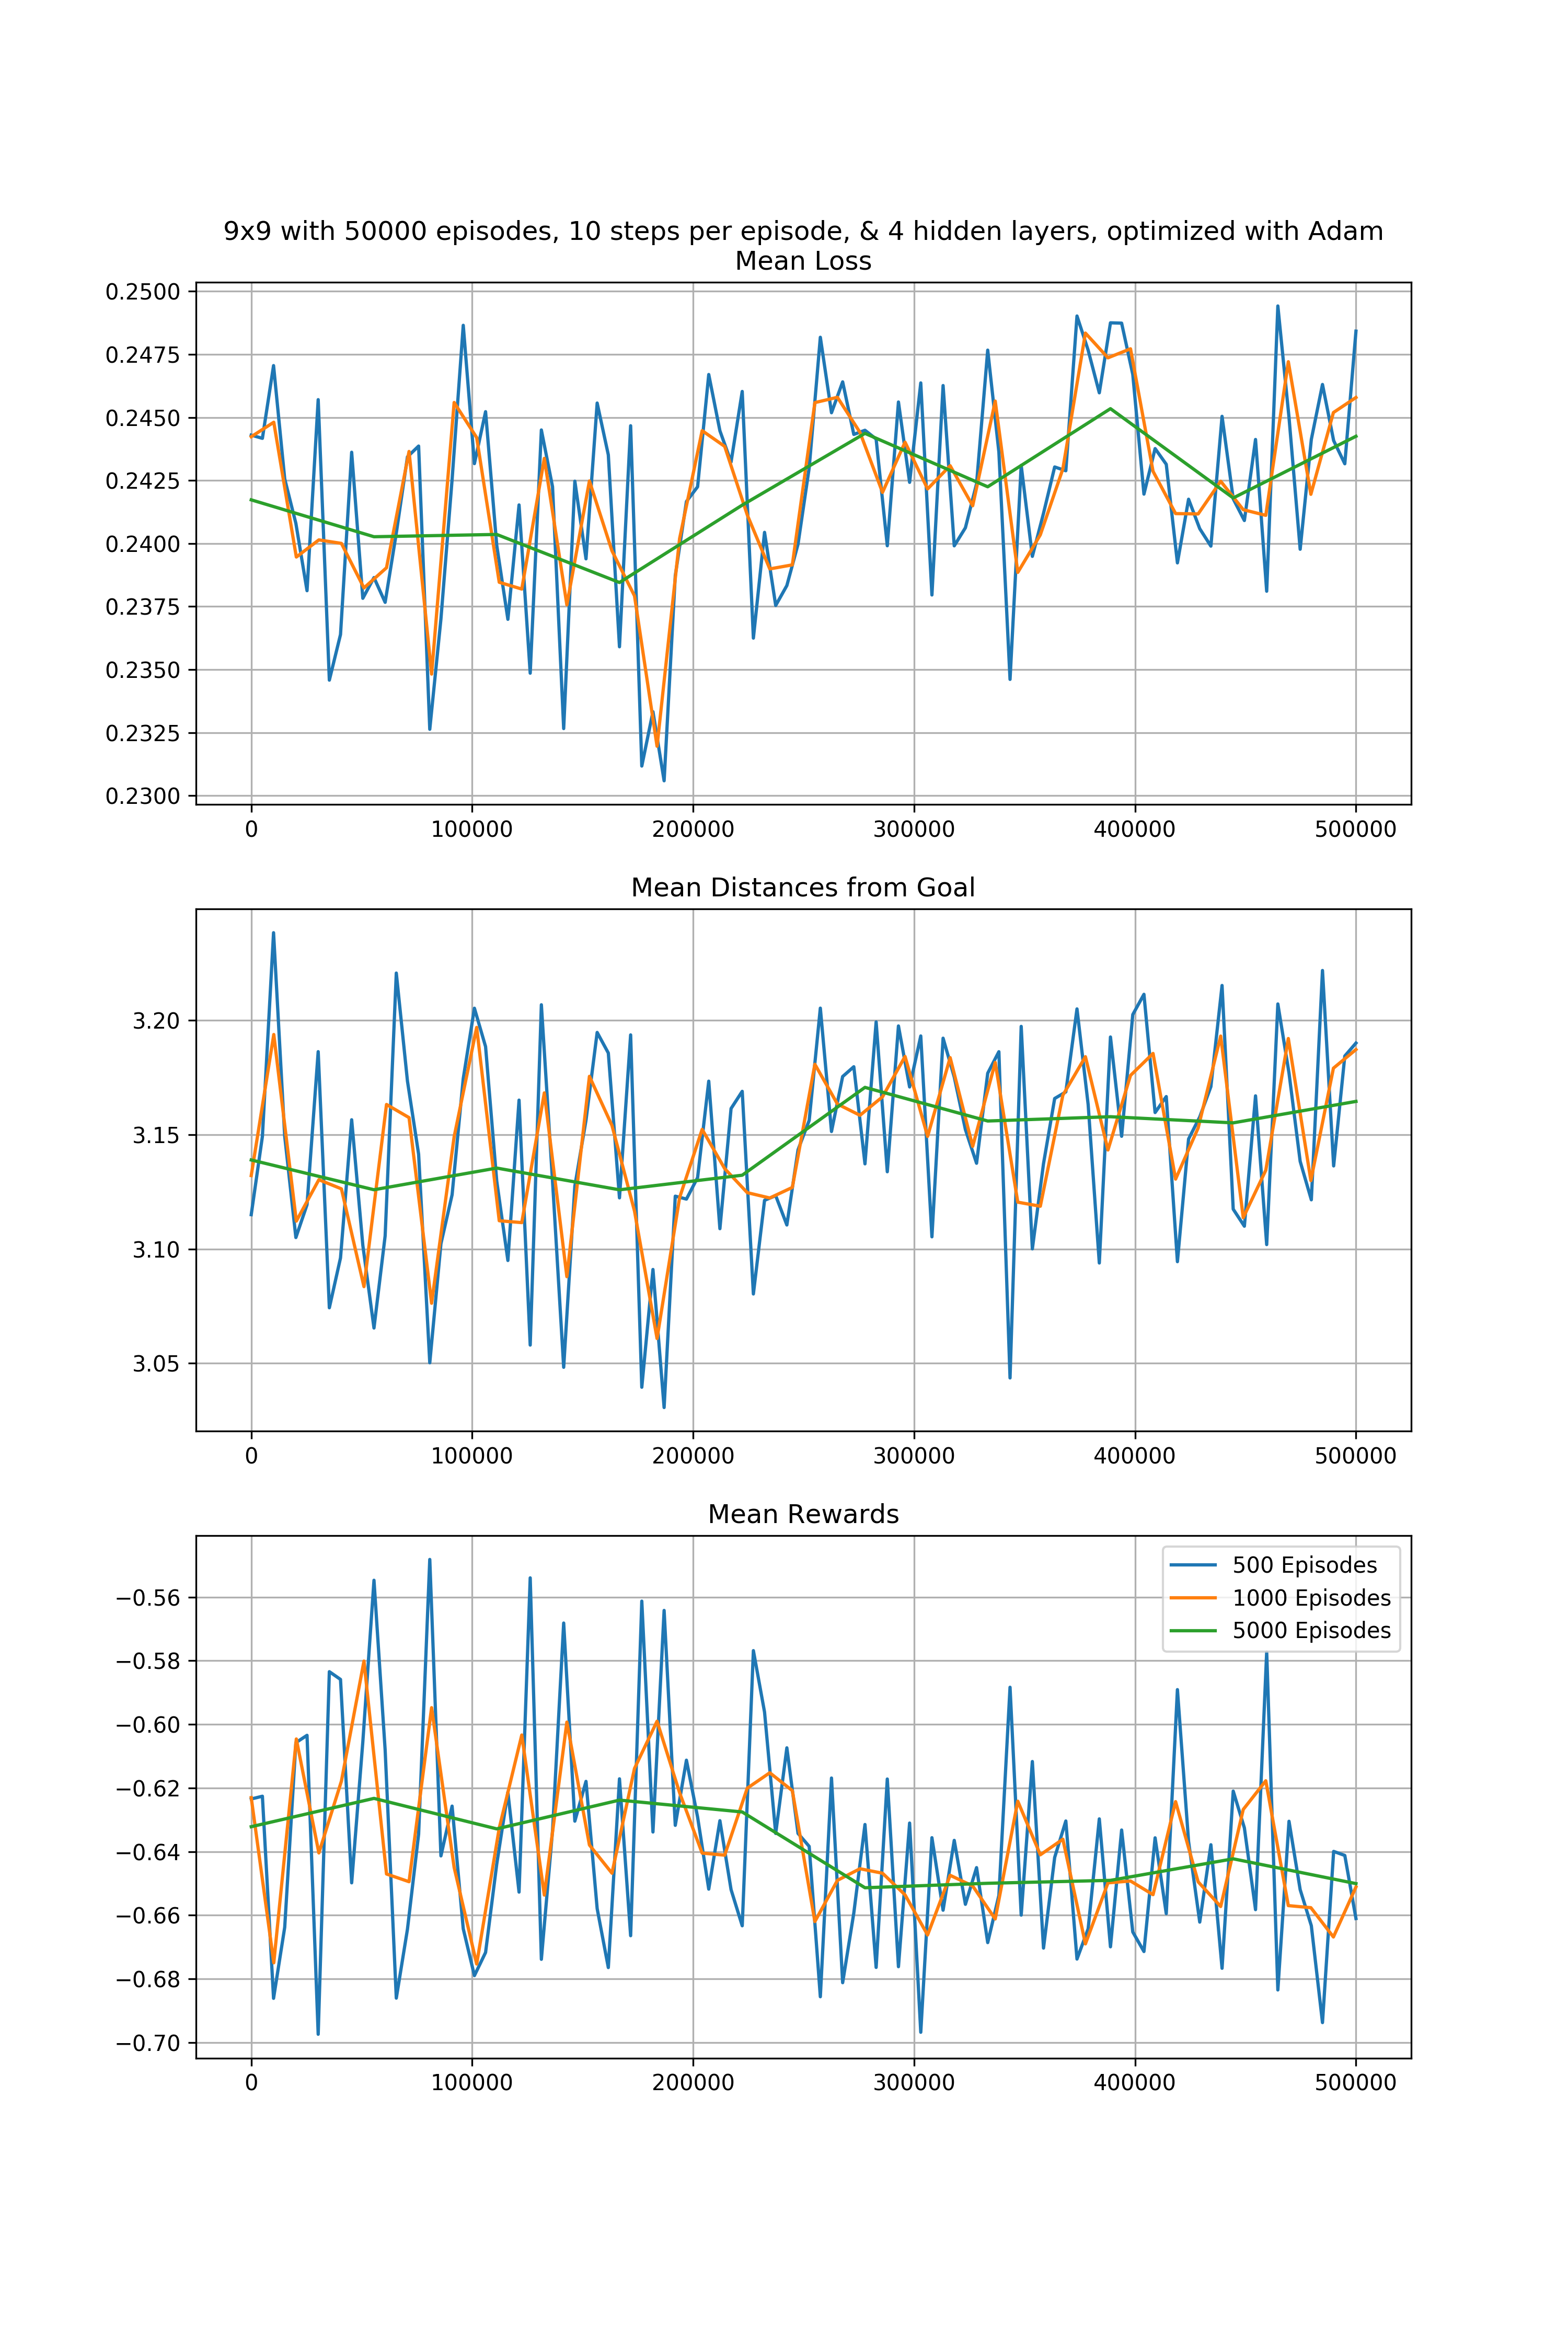 9x9 with 50000 episodes, 10 steps per episode, & 4 hidden layers, optimized with Adam
Mean Loss
0.2500
0.2475
0.2450
0.2425
0.2400
0.2375
0.2350
0.2325
0.2300
0 100000 200000 300000 400000 500000
Mean Distances from Goal
3.20
3.15
3.10
3.05
0 100000 200000 300000 400000 500000
Mean Rewards
500 Episodes
1000 Episodes
5000 Episodes
−0.56
−0.58
−0.60
−0.62
−0.64
−0.66
−0.68
−0.70
0 100000 200000 300000 400000 500000